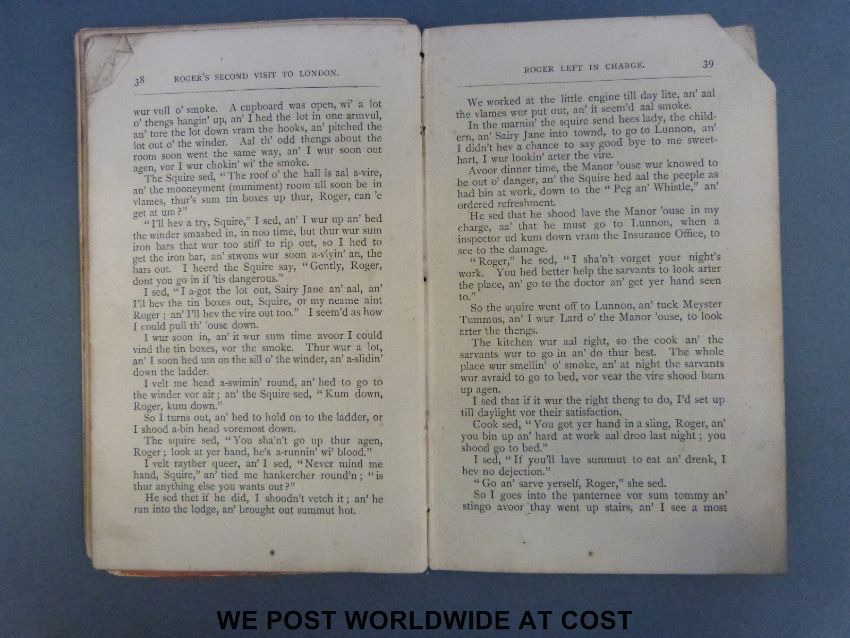 38 ROGER'S SECOND VISIT TO LONDON.
wur vull o' smoke. A cupboard was open, wi' a lot
o' thengs hangin' up, an' I hed the lot in one armvul,
an' tore the lot down vram the hooks, an' pitched the
lot out o' the winder. Aal th' odd thengs about the
room soon went the same way, an' I wur soon out
agen, vor I wur chokin' wi' the smoke.
The Squire sed, "The roof o' the hall is aal a-vire,
an' the mooneyment (muniment) room ull soon be in
vlames, thur's sum tin boxes up thur, Roger, can 'e
get at um?"
"I'll hev a try, Squire," I sed, an' I wur up an' hed
the winder smashed in, in noo time, but thur wur sum
iron bars that wur too stiff to rip out, so I hed to
get the iron bar, an' stwons wur soon a-vlyin' an, the
bars out. I heerd the Squire say, "Gently, Roger,
dont you go in if 'tis dangerous."
I sed, "I a-got the lot out, Sairy Jane an' aal, an'
I'll hev the tin boxes out, Squire, or my neame aint
Roger; an' I'll hev the vire out too." I seem'd as how
I could pull th' 'ouse down.
I wur soon in, an' it wur sum time avoor I could
vind the tin boxes, vor the smoke. Thur wur a lot,
an' I soon hed um on the sill o' the winder, an' a-slidin'
down the ladder.
I velt me head a-swimin' round, an' hed to go to
the winder vor air; an' the Squire sed, "Kum down,
Roger, kum down."
So I turns out, an' hed to hold on to the ladder, or
I shood a-bin head voremost down.
The squire sed, "You sha'n't go up thur agen,
Roger; look at yer hand, he's a-runnin' wi' blood."
I velt rayther queer, an' I sed, "Never mind me
hand, Squire," an' tied me hankercher round'n; "is
thur anything else you wants out?"
He sed thet if he did, I shoodn't vetch it; an' he
run into the lodge, an' brought out summut hot.
ROGER LEFT IN CHARGE. 39
We worked at the little engine till day lite, an' aal
the vlames wur put out, an' it seem'd aal smoke.
In the marnin' the squire send hees lady, the child-
ern, an' Sairy Jane into townd, to go to Lunnon, an'
I didn't hev a chance to say good bye to me sweet-
hart, I wur lookin' arter the vire.
Avoor dinner time, the Manor 'ouse wur knowed to
be out o' danger, an' the Squire hed aal the peeple as
had bin at work, down to the "Peg an' Whistle," an'
ordered refreshment.
He sed that he shood lave the Manor 'ouse in my
charge, aa' that he must go to Lunnon, when a
inspector ud kum down vram the Insurance Office, to
see to the damage.
"Roger," he sed, "I sha'n't vorget your night's
work. You hed better help the sarvants to look arter
the place, an' go to the doctor an' get yer hand seen
to."
So the squire went off to Lunnon, an' tuck Meyster
Tummus, an' I wur Lard o' the Manor 'ouse, to look
arter the thengs.
The kitchen wur aal right, so the cook an' the
sarvants wur to go in an' do thur best. The whole
place wur smellin' o' smoke, an' at night the sarvants
wur avraid to go to bed, vor vear the vire shood burn
up agen.
I sed that if it wur the right theng to do, I'd set up
till daylight vor their satisfaction.
Cook sed, "You got yer hand in a sling, Roger, an'
you bin up an' hard at work aal droo last night; you
shood go to bed."
I sed, "If you'll lave summut to eat an' drenk, I
hev no dejection."
"Go an' sarve yerself, Roger," she sed.
So I goes into the panternee vor sum tommy an'
stingo avoor thay went up stairs, an' I see a most
WE POST WORLDWIDE AT COST